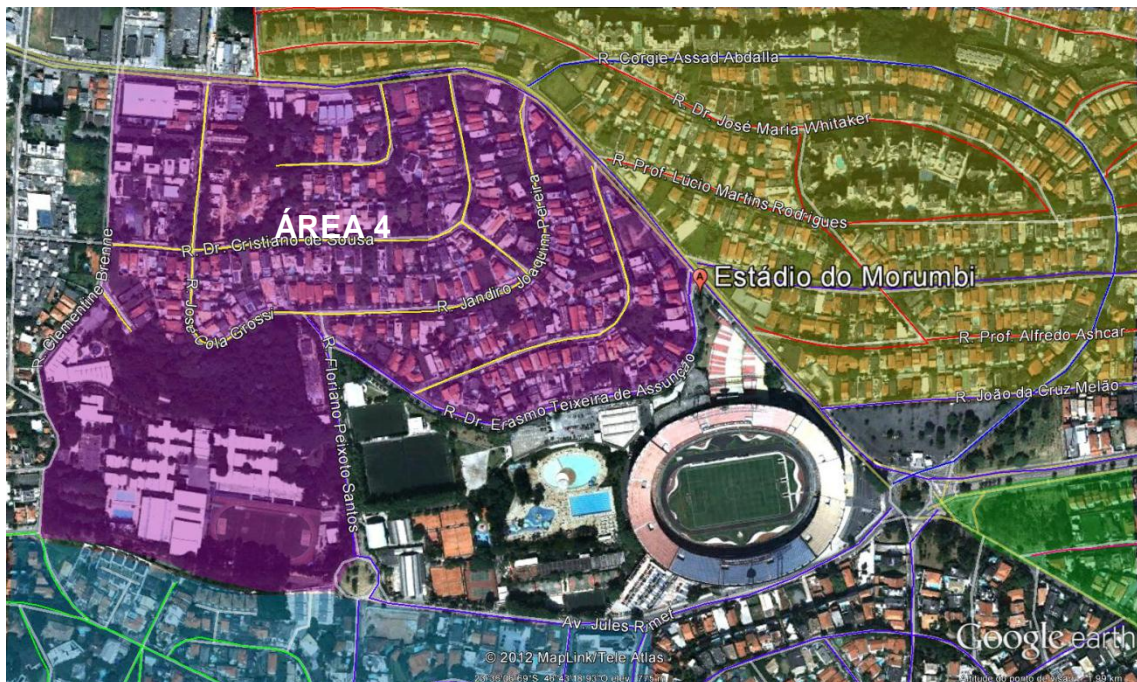 R. Corgie Assad Abdalla
R. Dr. José Maria Whitaker
R. Prof. Lúcio Martins Rodrigues
ÁREA 4
R. Dr. Cristiano de Sousa
R. Jandiro Joaquim Pereira
R. Clementine Brenne
R. José Cola Grossi
Estádio do Morumbi
R. Prof. Alfredo Ashcar
R. João da Cruz Melão
R. Floriano Peixoto Santos
R. Dr. Erasmo Teixeira de Assunção
Av. Jules Rimet
Google earth
© 2012 MapLink/Tele Atlas